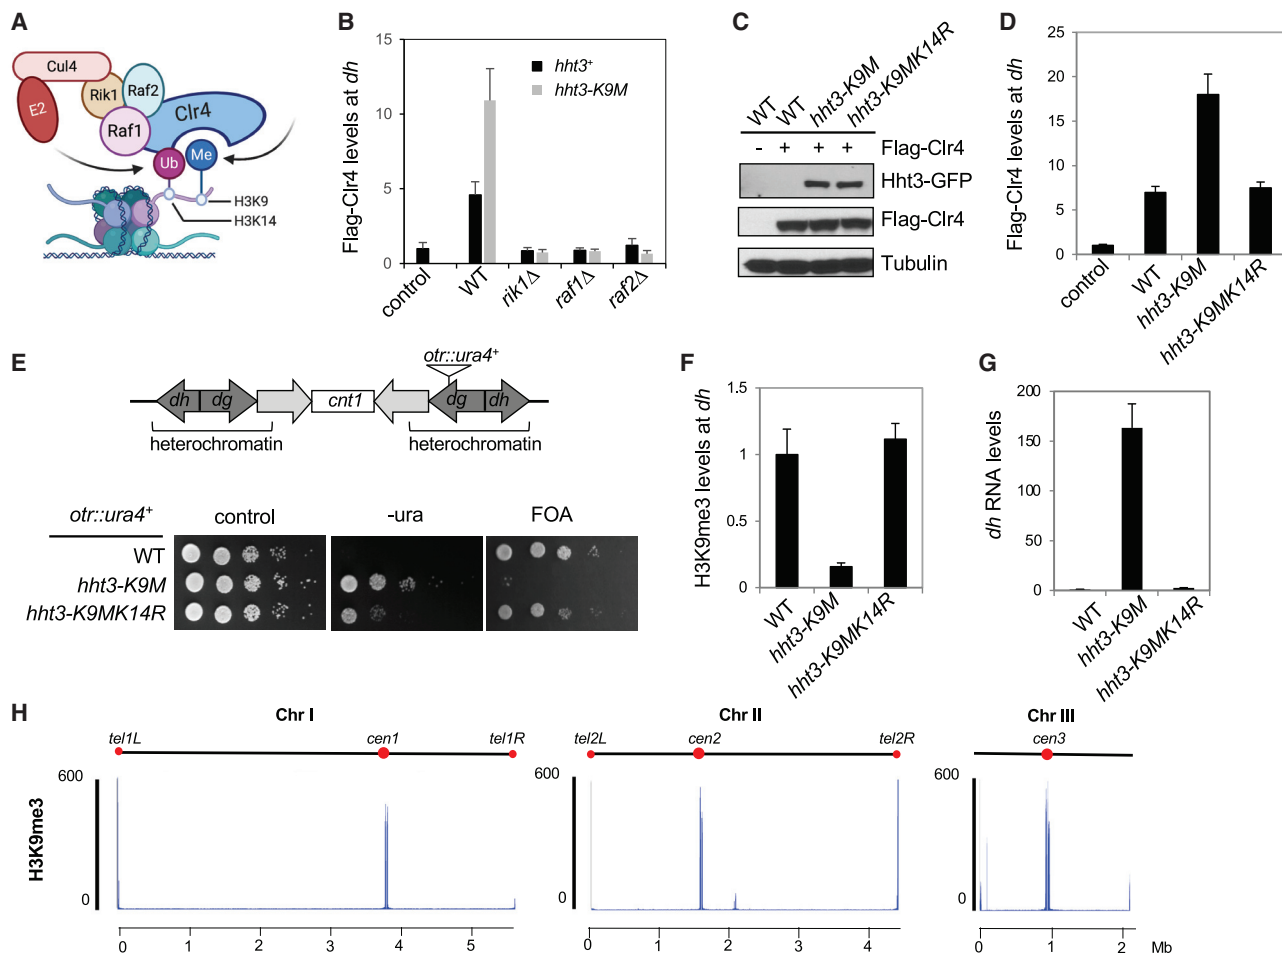 A
Cul4
E2
Rik1
Raf2
Raf1
Clr4
Ub
Me
H3K9
H3K14
B
Flag-Clr4 levels at dh
15
10
5
0
hht3+
hht3-K9M
control
WT
rik1Δ
raf1Δ
raf2Δ
C
WT
WT
hht3-K9M
hht3-K9MK14R
- + + + Flag-Clr4
Hht3-GFP
Flag-Clr4
Tubulin
D
Flag-Clr4 levels at dh
25
20
15
10
5
0
control
WT
hht3-K9M
hht3-K9MK14R
E
otr::ura4+
dh dg cnt1 dg dh
heterochromatin heterochromatin
otr::ura4+ control -ura FOA
WT
hht3-K9M
hht3-K9MK14R
F
H3K9me3 levels at dh
1.5
1
0.5
0
WT
hht3-K9M
hht3-K9MK14R
G
dh RNA levels
200
150
100
50
0
WT
hht3-K9M
hht3-K9MK14R
H
Chr I Chr II Chr III
tel1L cen1 tel1R tel2L cen2 tel2R cen3
H3K9me3
600 600 600
0 0 0
0 1 2 3 4 5 0 1 2 3 4 0 1 2 Mb